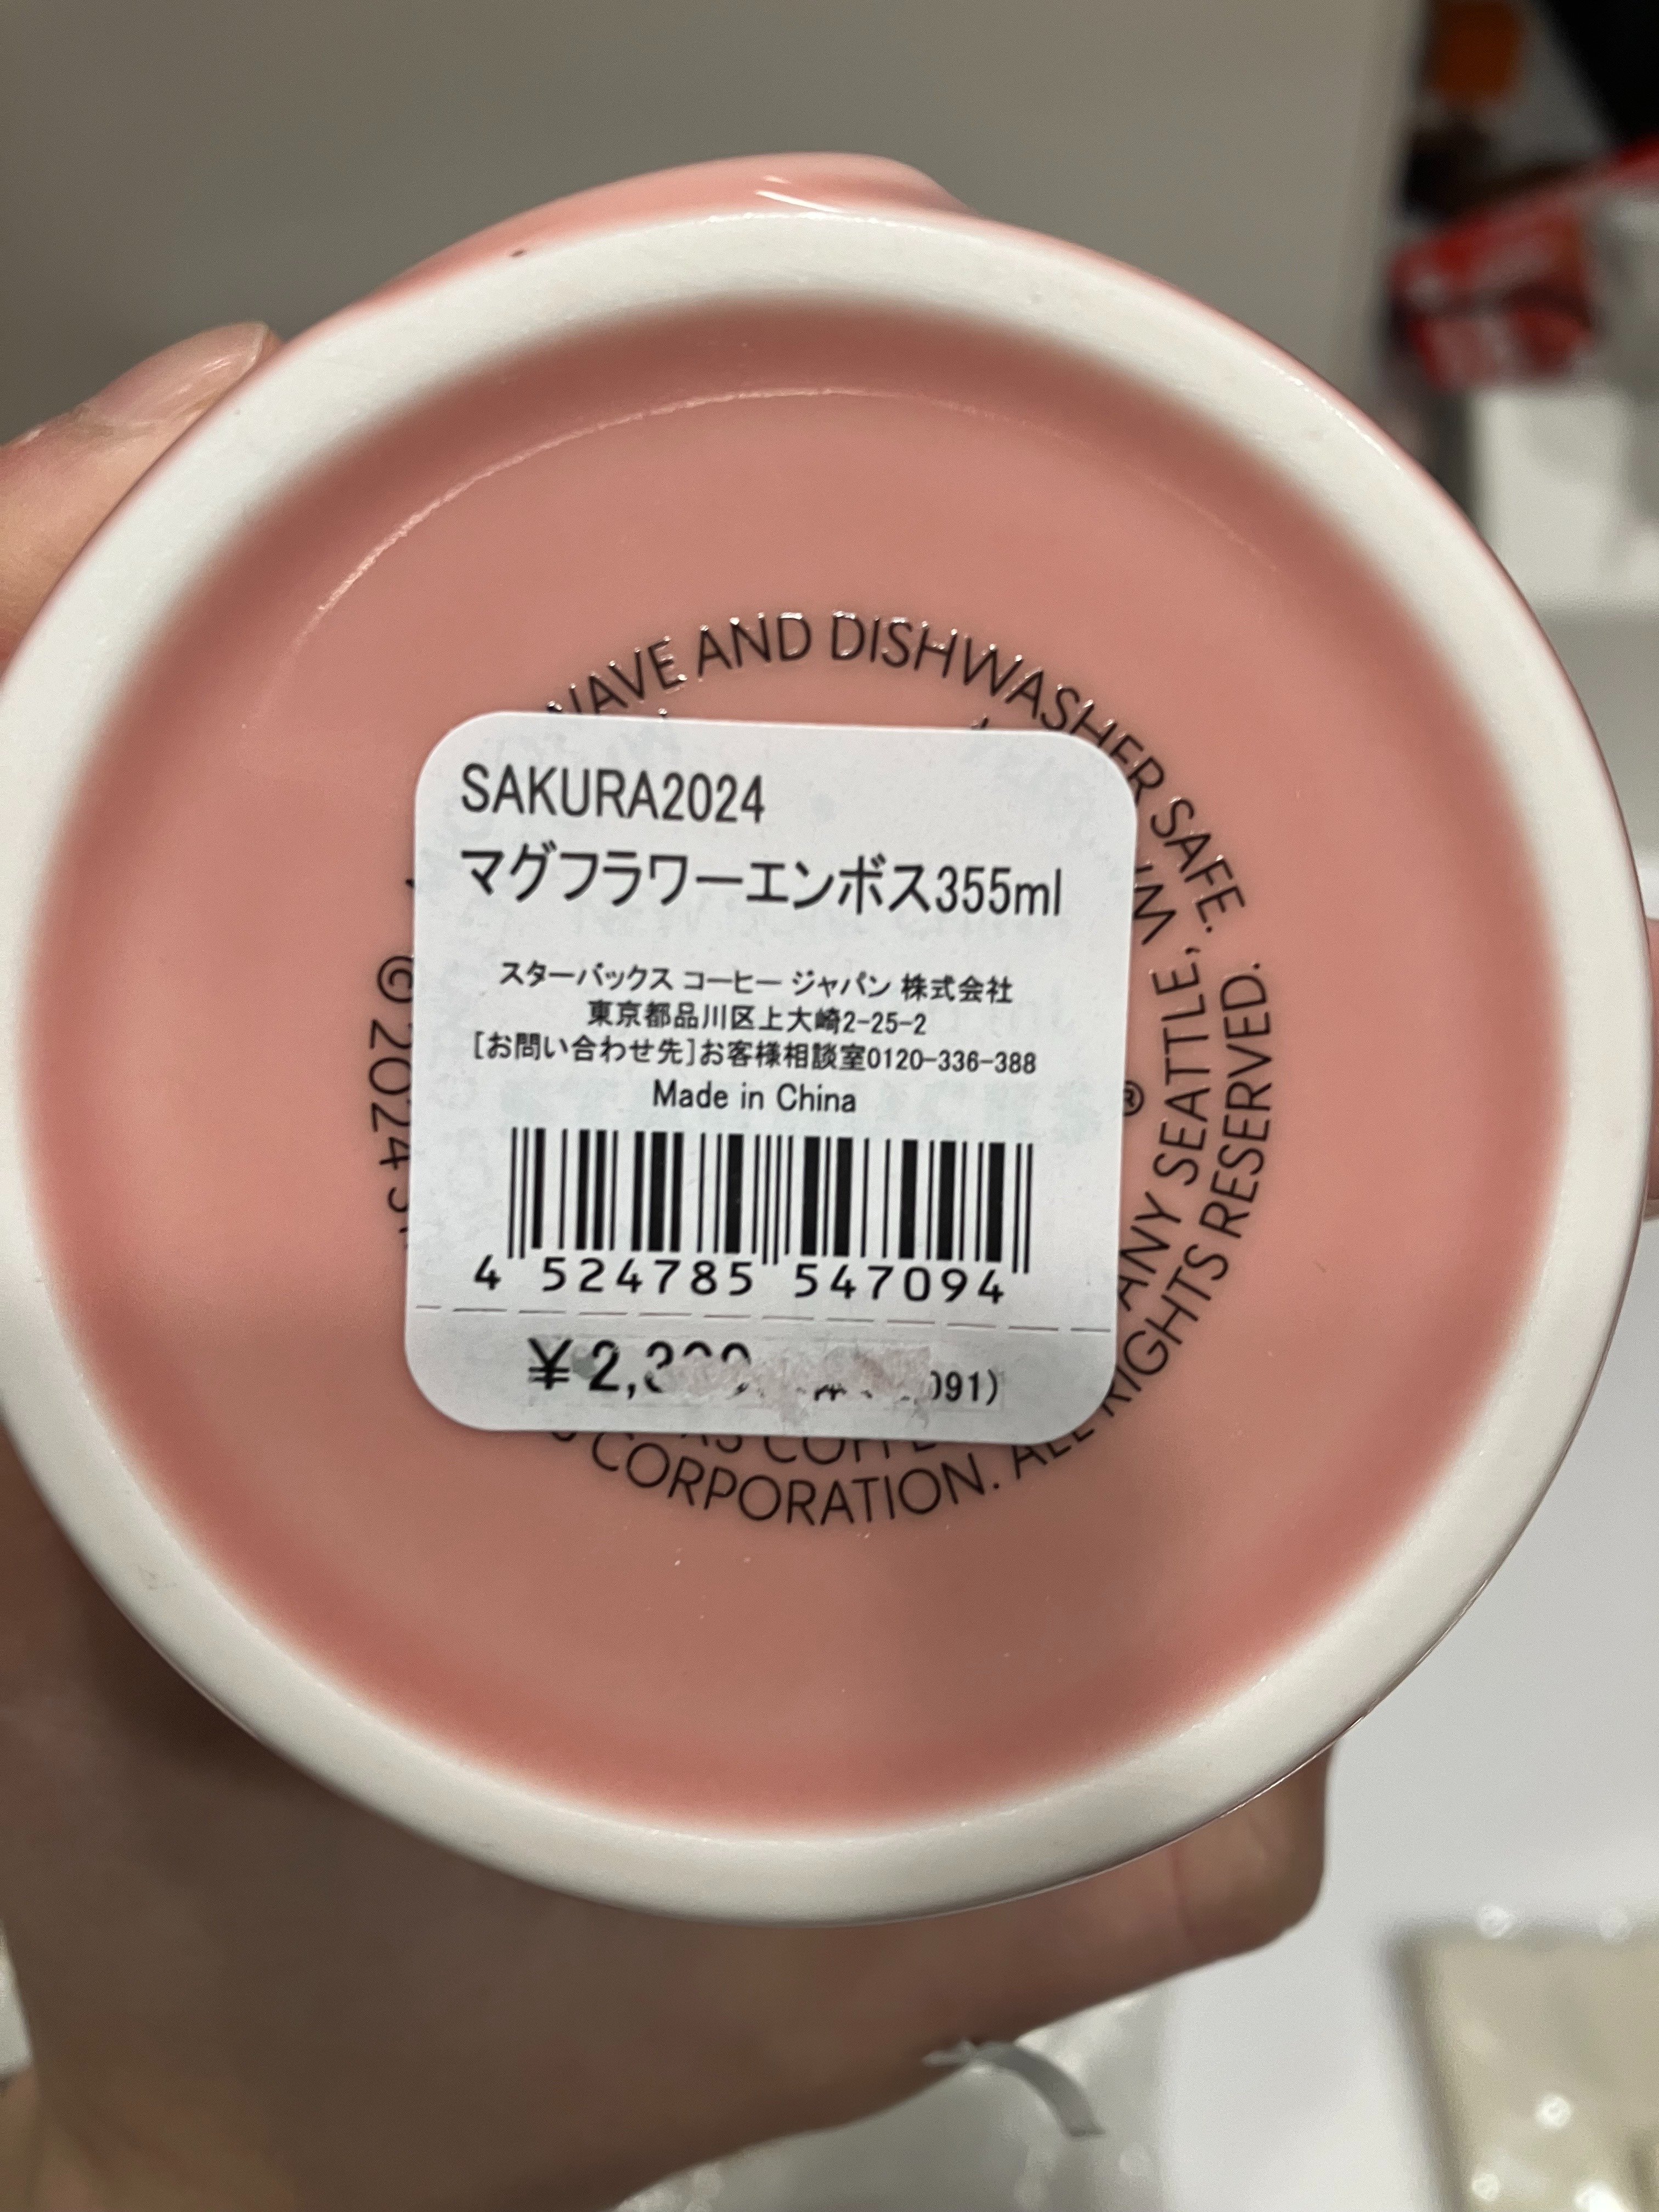 SAKURA2024
マグフラワーエンボス355ml
スターバックス コーヒー ジャパン 株式会社
東京都品川区上大崎2-25-2
[お問い合わせ先]お客様相談室0120-336-388
Made in China
4 524785 547094
¥2,3
091)
AND DISHWASHER SAFE.
SEATTLE,
®
© 2024
CORPORATION. ALL RIGHTS RESERVED.